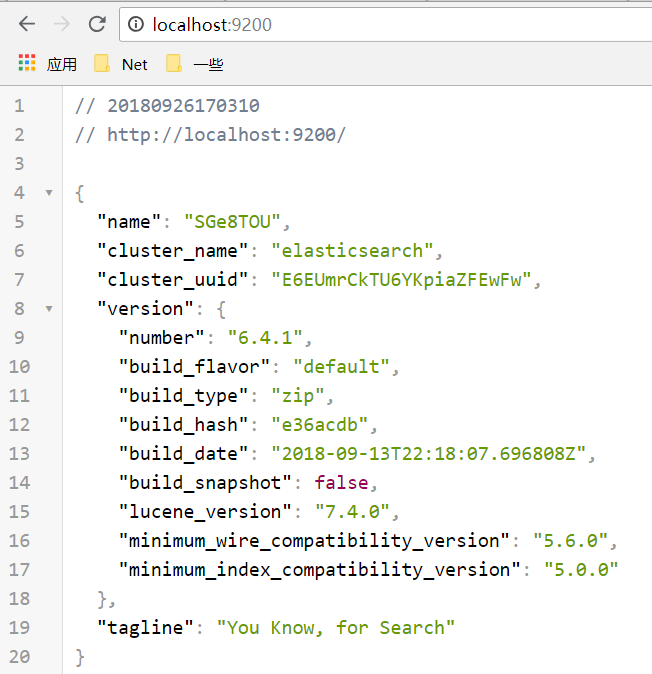 localhost:9200
应用 Net 一些
1 // 20180926170310
2 // http://localhost:9200/
3
4 {
5 "name": "SGe8TOU",
6 "cluster_name": "elasticsearch",
7 "cluster_uuid": "E6EUmrCkTU6YKpiaZFEwFw",
8 "version": {
9 "number": "6.4.1",
10 "build_flavor": "default",
11 "build_type": "zip",
12 "build_hash": "e36acdb",
13 "build_date": "2018-09-13T22:18:07.696808Z",
14 "build_snapshot": false,
15 "lucene_version": "7.4.0",
16 "minimum_wire_compatibility_version": "5.6.0",
17 "minimum_index_compatibility_version": "5.0.0"
18 },
19 "tagline": "You Know, for Search"
20 }